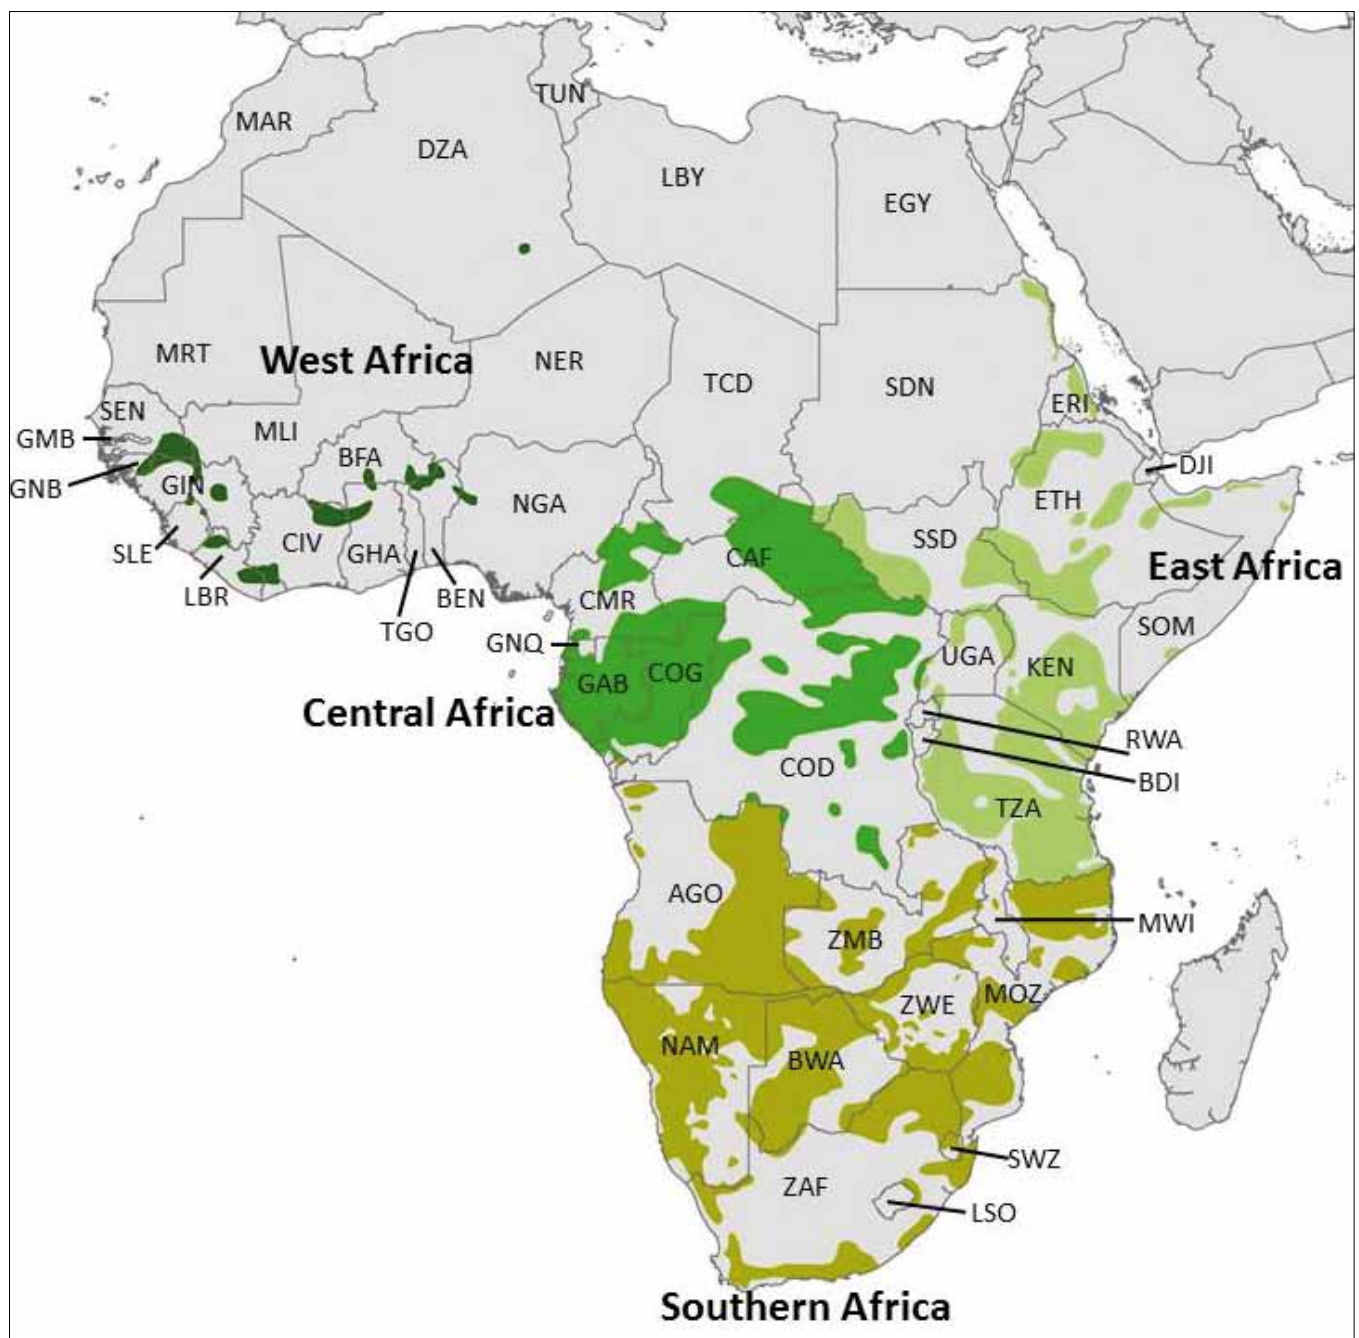 TUN
MAR
DZA
LBY
EGY
MRT
West Africa
NER
TCD
SDN
ERI
SEN
MLI
GMB
BFA
DJI
GNB
GIN
NGA
ETH
SLE
CIV
GHA
SSD
CAF
East Africa
LBR
BEN
CMR
TGO
SOM
GNQ
UGA
KEN
GAB
COG
Central Africa
RWA
COD
BDI
TZA
AGO
MWI
ZMB
ZWE
MOZ
NAM
BWA
SWZ
ZAF
LSO
Southern Africa